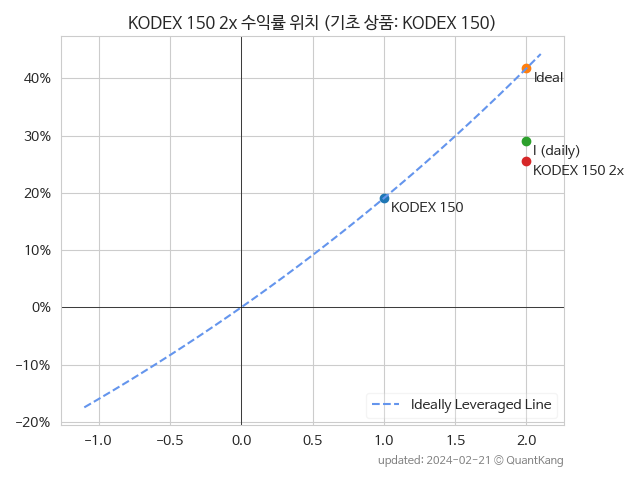 KODEX 150 2x 수익률 위치 (기초 상품: KODEX 150)
40%
30%
20%
10%
0%
-10%
-20%
Ideal
I (daily)
KODEX 150 2x
KODEX 150
Ideally Leveraged Line
-1.0 -0.5 0.0 0.5 1.0 1.5 2.0
updated: 2024-02-21 © QuantKang